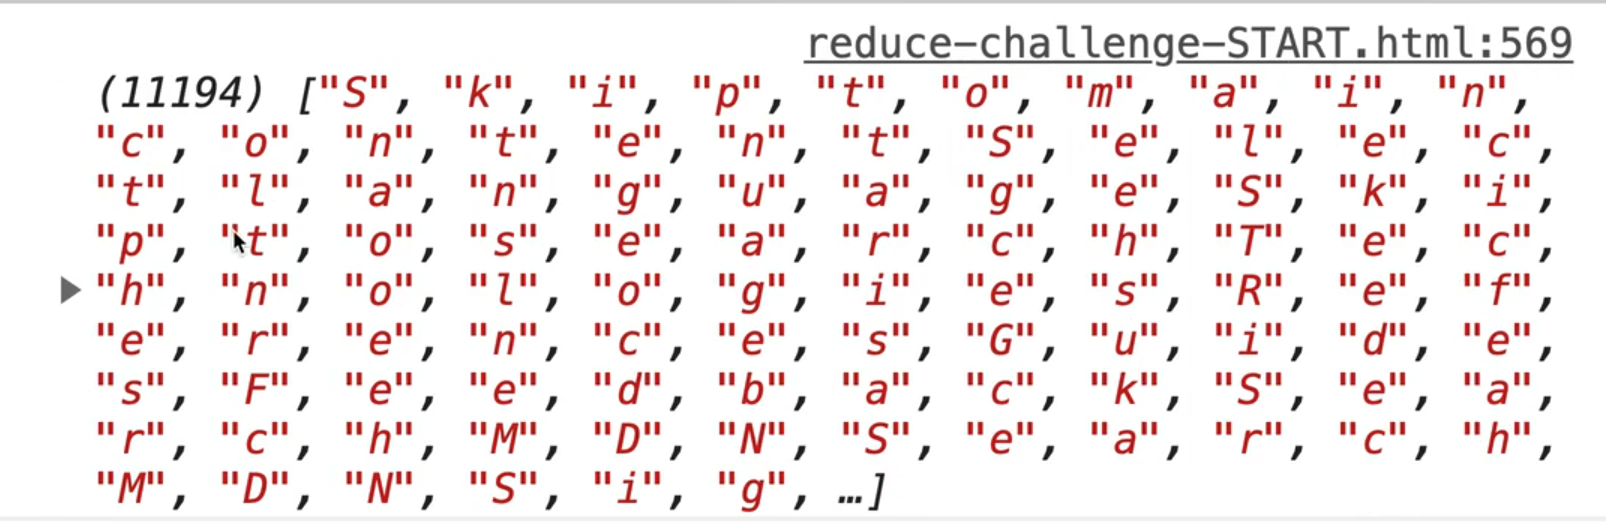 reduce-challenge-START.html:569
(11194) ["S", "k", "i", "p", "t", "o", "m", "a", "i", "n",
"c", "o", "n", "t", "e", "n", "t", "S", "e", "l", "e", "c",
"t", "l", "a", "n", "g", "u", "a", "g", "e", "S", "k", "i",
"p", "t", "o", "s", "e", "a", "r", "c", "h", "T", "e", "c",
"h", "n", "o", "l", "o", "g", "i", "e", "s", "R", "e", "f",
"e", "r", "e", "n", "c", "e", "s", "G", "u", "i", "d", "e",
"s", "F", "e", "e", "d", "b", "a", "c", "k", "S", "e", "a",
"r", "c", "h", "M", "D", "N", "S", "e", "a", "r", "c", "h",
"M", "D", "N", "S", "i", "g", …]